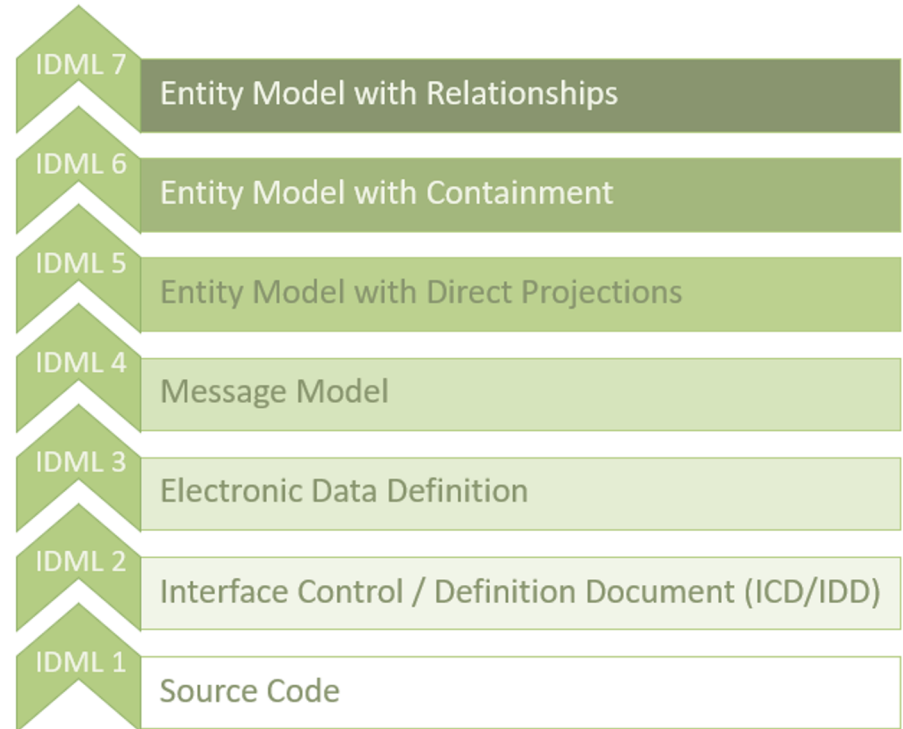 IDML 7
Entity Model with Relationships
IDML 6
Entity Model with Containment
IDML 5
Entity Model with Direct Projections
IDML 4
Message Model
IDML 3
Electronic Data Definition
IDML 2
Interface Control / Definition Document (ICD/IDD)
IDML 1
Source Code